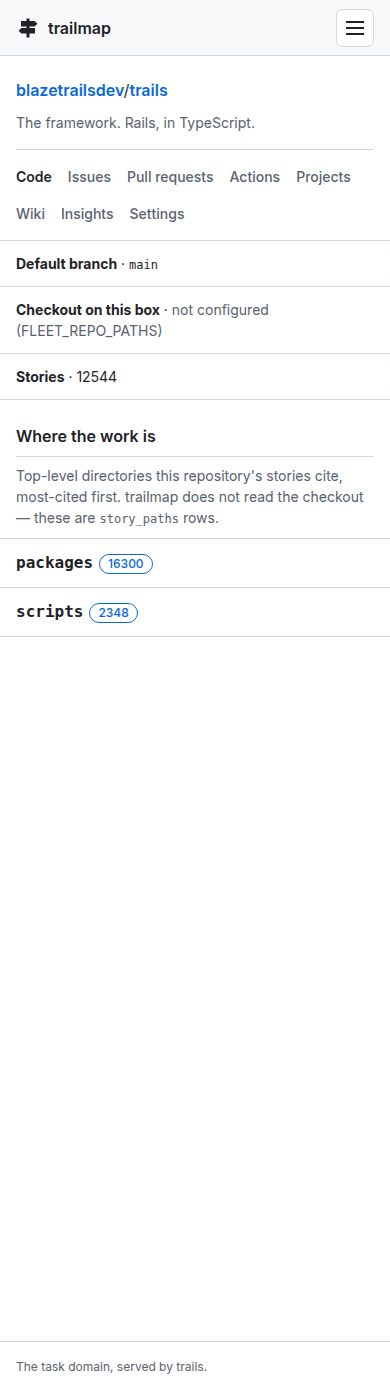 trailmap
blazetrailsdev/trails
The framework. Rails, in TypeScript.
Code Issues Pull requests Actions Projects
Wiki Insights Settings
Default branch · main
Checkout on this box · not configured
(FLEET_REPO_PATHS)
Stories · 12544
Where the work is
Top-level directories this repository's stories cite,
most-cited first. trailmap does not read the checkout
— these are story_paths rows.
packages 16300
scripts 2348
The task domain, served by trails.